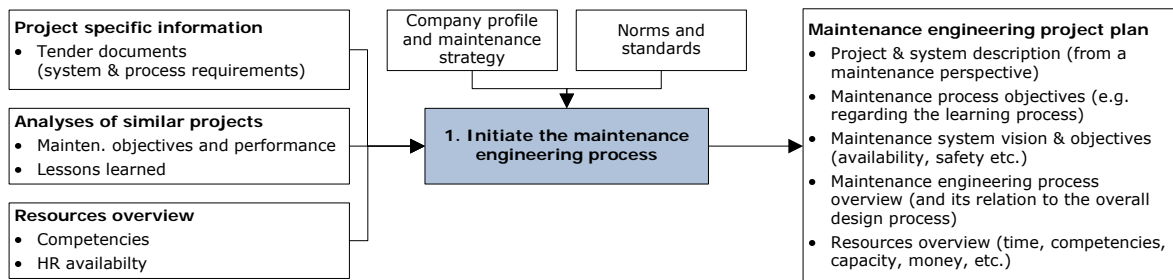 Project specific information
• Tender documents
(system & process requirements)
Analyses of similar projects
• Mainten. objectives and performance
• Lessons learned
Resources overview
• Competencies
• HR availabilty
Company profile
and maintenance
strategy
Norms and
standards
1. Initiate the maintenance
engineering process
Maintenance engineering project plan
• Project & system description (from a
maintenance perspective)
• Maintenance process objectives (e.g.
regarding the learning process)
• Maintenance system vision & objectives
(availability, safety etc.)
• Maintenance engineering process
overview (and its relation to the overall
design process)
• Resources overview (time, competencies,
capacity, money, etc.)